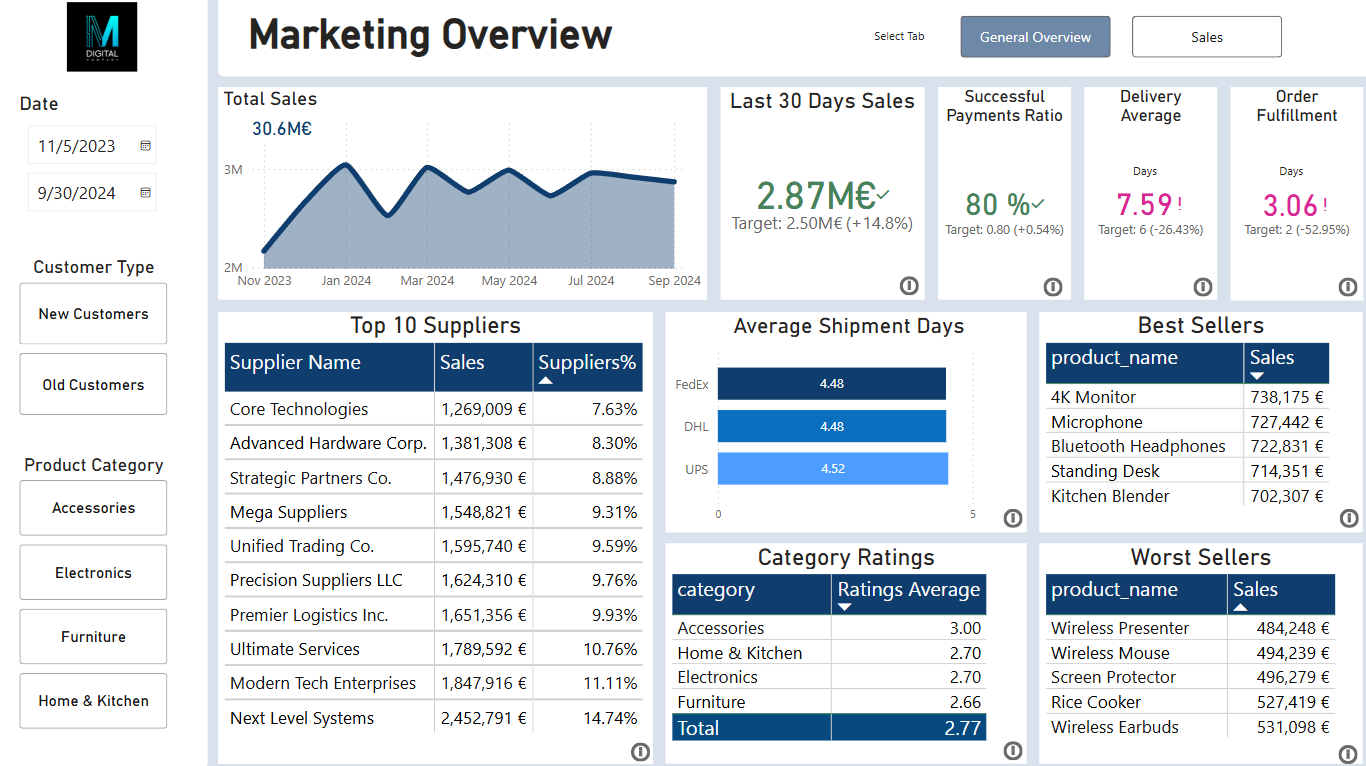 M
DIGITAL
COMPANY
Marketing Overview
Select Tab
General Overview
Sales
Date
11/5/2023
9/30/2024
Customer Type
New Customers
Old Customers
Product Category
Accessories
Electronics
Furniture
Home & Kitchen
Total Sales
30.6M€
3M
2M
Nov 2023 Jan 2024 Mar 2024 May 2024 Jul 2024 Sep 2024
Last 30 Days Sales
2.87M€
Target: 2.50M€ (+14.8%)
Successful
Payments Ratio
80 %
Target: 0.80 (+0.54%)
Delivery
Average
Days
7.59 !
Target: 6 (-26.43%)
Order
Fulfillment
Days
3.06 !
Target: 2 (-52.95%)
Top 10 Suppliers
Supplier Name Sales Suppliers%
Core Technologies 1,269,009 € 7.63%
Advanced Hardware Corp. 1,381,308 € 8.30%
Strategic Partners Co. 1,476,930 € 8.88%
Mega Suppliers 1,548,821 € 9.31%
Unified Trading Co. 1,595,740 € 9.59%
Precision Suppliers LLC 1,624,310 € 9.76%
Premier Logistics Inc. 1,651,356 € 9.93%
Ultimate Services 1,789,592 € 10.76%
Modern Tech Enterprises 1,847,916 € 11.11%
Next Level Systems 2,452,791 € 14.74%
Average Shipment Days
FedEx 4.48
DHL 4.48
UPS 4.52
0 5
Best Sellers
product_name Sales
4K Monitor 738,175 €
Microphone 727,442 €
Bluetooth Headphones 722,831 €
Standing Desk 714,351 €
Kitchen Blender 702,307 €
Category Ratings
category Ratings Average
Accessories 3.00
Home & Kitchen 2.70
Electronics 2.70
Furniture 2.66
Total 2.77
Worst Sellers
product_name Sales
Wireless Presenter 484,248 €
Wireless Mouse 494,239 €
Screen Protector 496,279 €
Rice Cooker 527,419 €
Wireless Earbuds 531,098 €